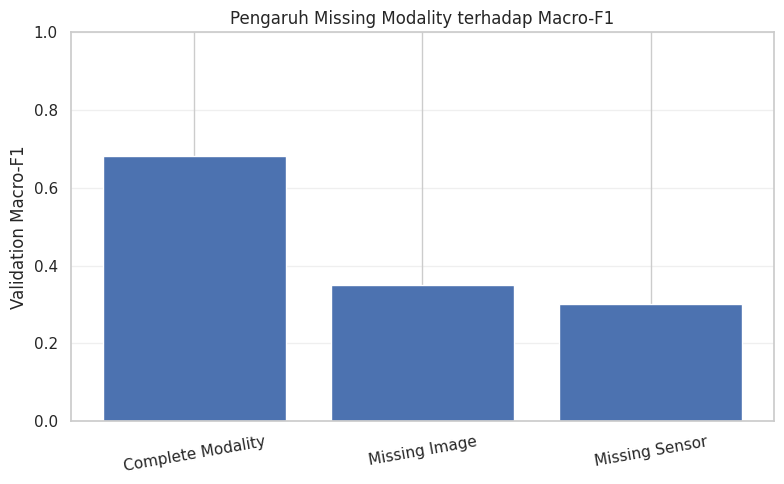 Pengaruh Missing Modality terhadap Macro-F1
Validation Macro-F1
1.0
0.8
0.6
0.4
0.2
0.0
Complete Modality
Missing Image
Missing Sensor